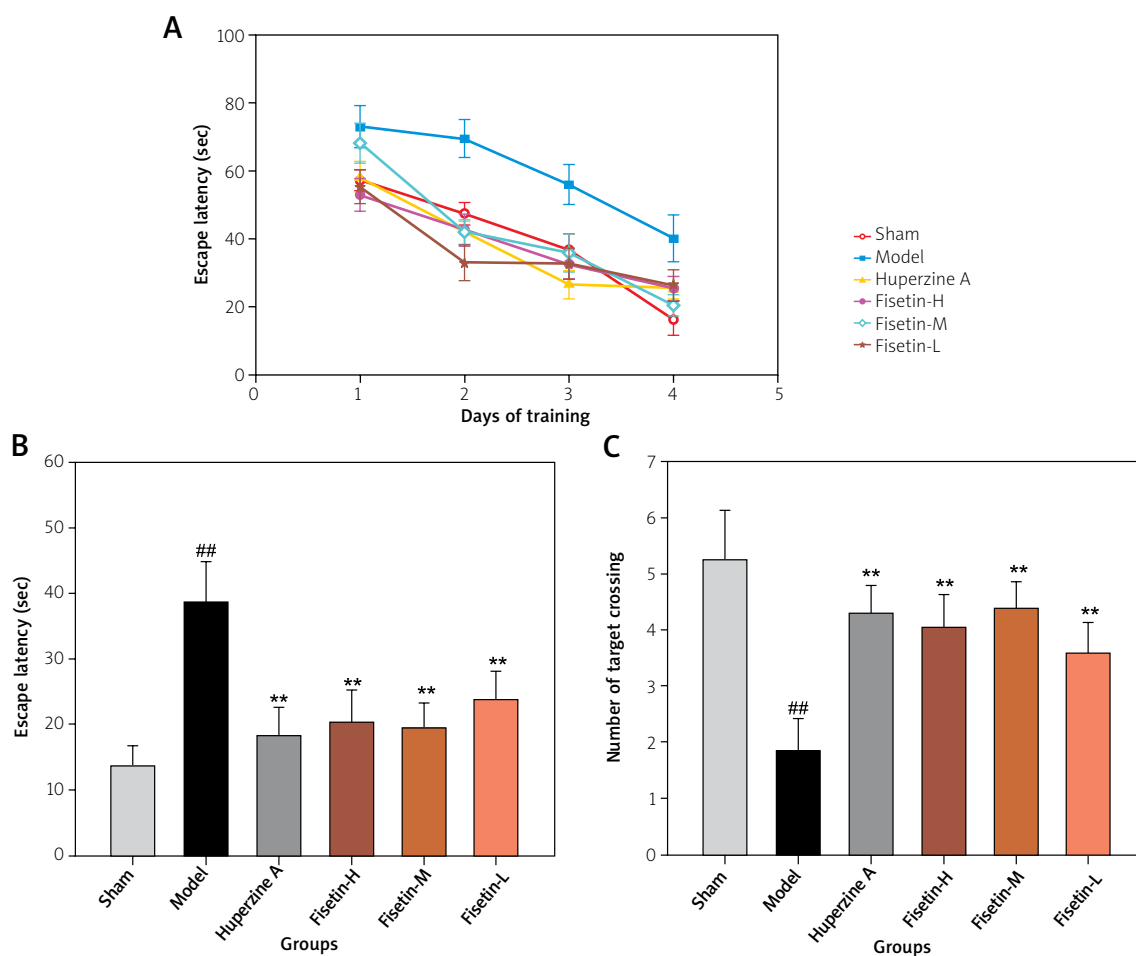 A
Escape latency (sec)
100
80
60
40
20
0
0 1 2 3 4 5
Days of training
Sham
Model
Huperzine A
Fisetin-H
Fisetin-M
Fisetin-L
B
Escape latency (sec)
60
50
40
30
20
10
0
##
**
**
**
**
Sham
Model
Huperzine A
Fisetin-H
Fisetin-M
Fisetin-L
Groups
C
Number of target crossing
7
6
5
4
3
2
1
0
##
**
**
**
**
Sham
Model
Huperzine A
Fisetin-H
Fisetin-M
Fisetin-L
Groups